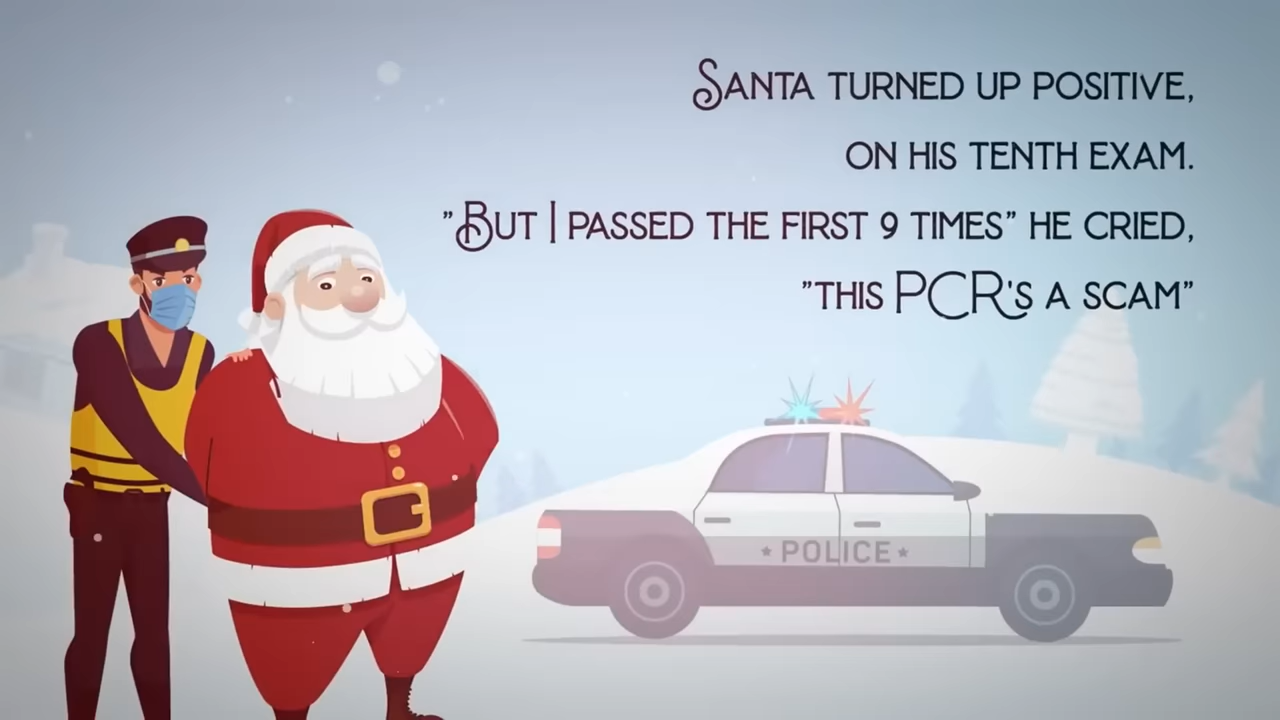 Santa turned up positive,
on his tenth exam.
"But I passed the first 9 times" he cried,
"this PCR's a scam"
POLICE